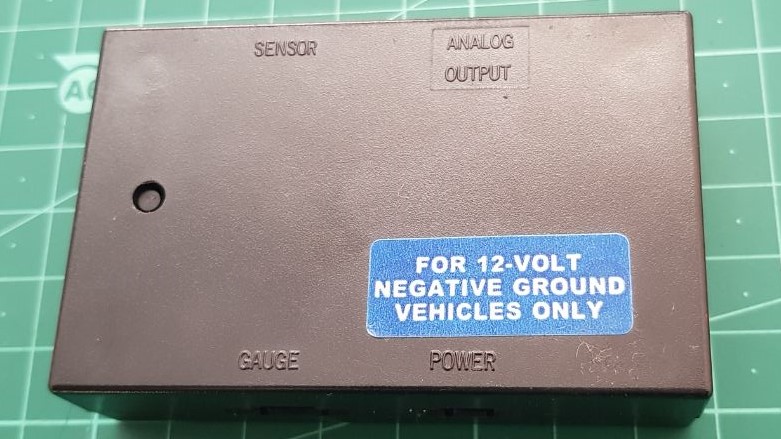 SENSOR
ANALOG
OUTPUT
FOR 12-VOLT
NEGATIVE GROUND
VEHICLES ONLY
GAUGE
POWER